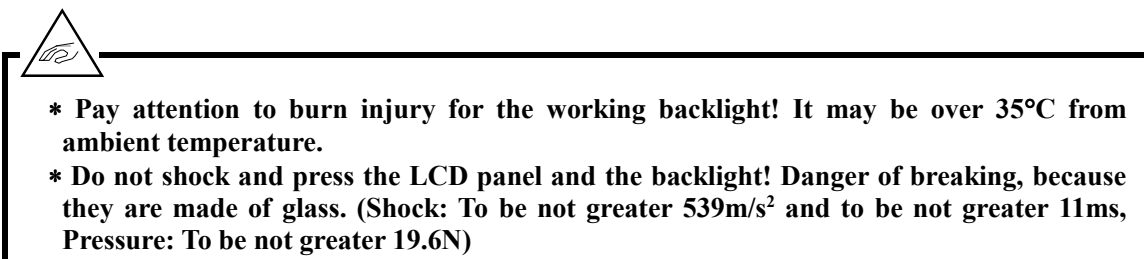 * Pay attention to burn injury for the working backlight! It may be over 35°C from
ambient temperature.
* Do not shock and press the LCD panel and the backlight! Danger of breaking, because
they are made of glass. (Shock: To be not greater 539m/s² and to be not greater 11ms,
Pressure: To be not greater 19.6N)